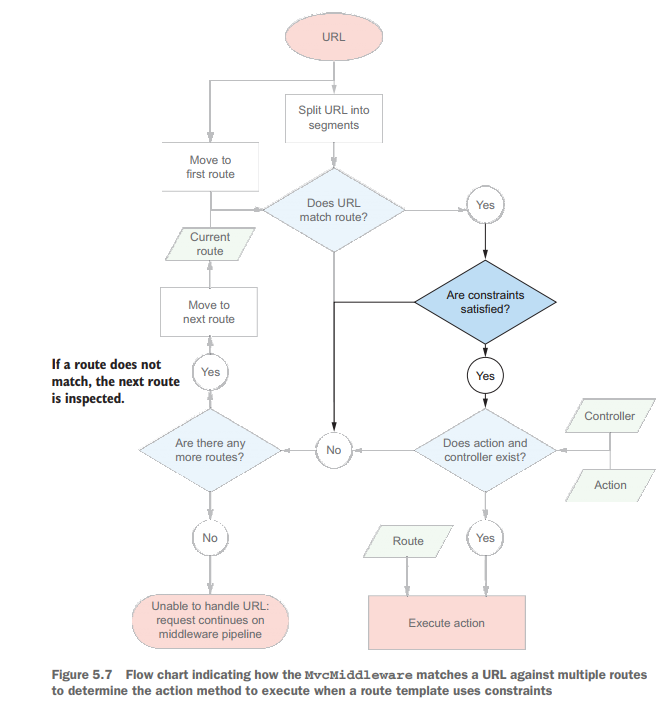 URL
Split URL into
segments
Move to
first route
Does URL
match route?
Yes
Current
route
Are constraints
satisfied?
Move to
next route
If a route does not
match, the next route
is inspected.
Yes
Yes
Controller
Are there any
more routes?
No
Does action and
controller exist?
Action
No
Route
Yes
Unable to handle URL:
request continues on
middleware pipeline
Execute action
Figure 5.7 Flow chart indicating how the MvcMiddleware matches a URL against multiple routes
to determine the action method to execute when a route template uses constraints